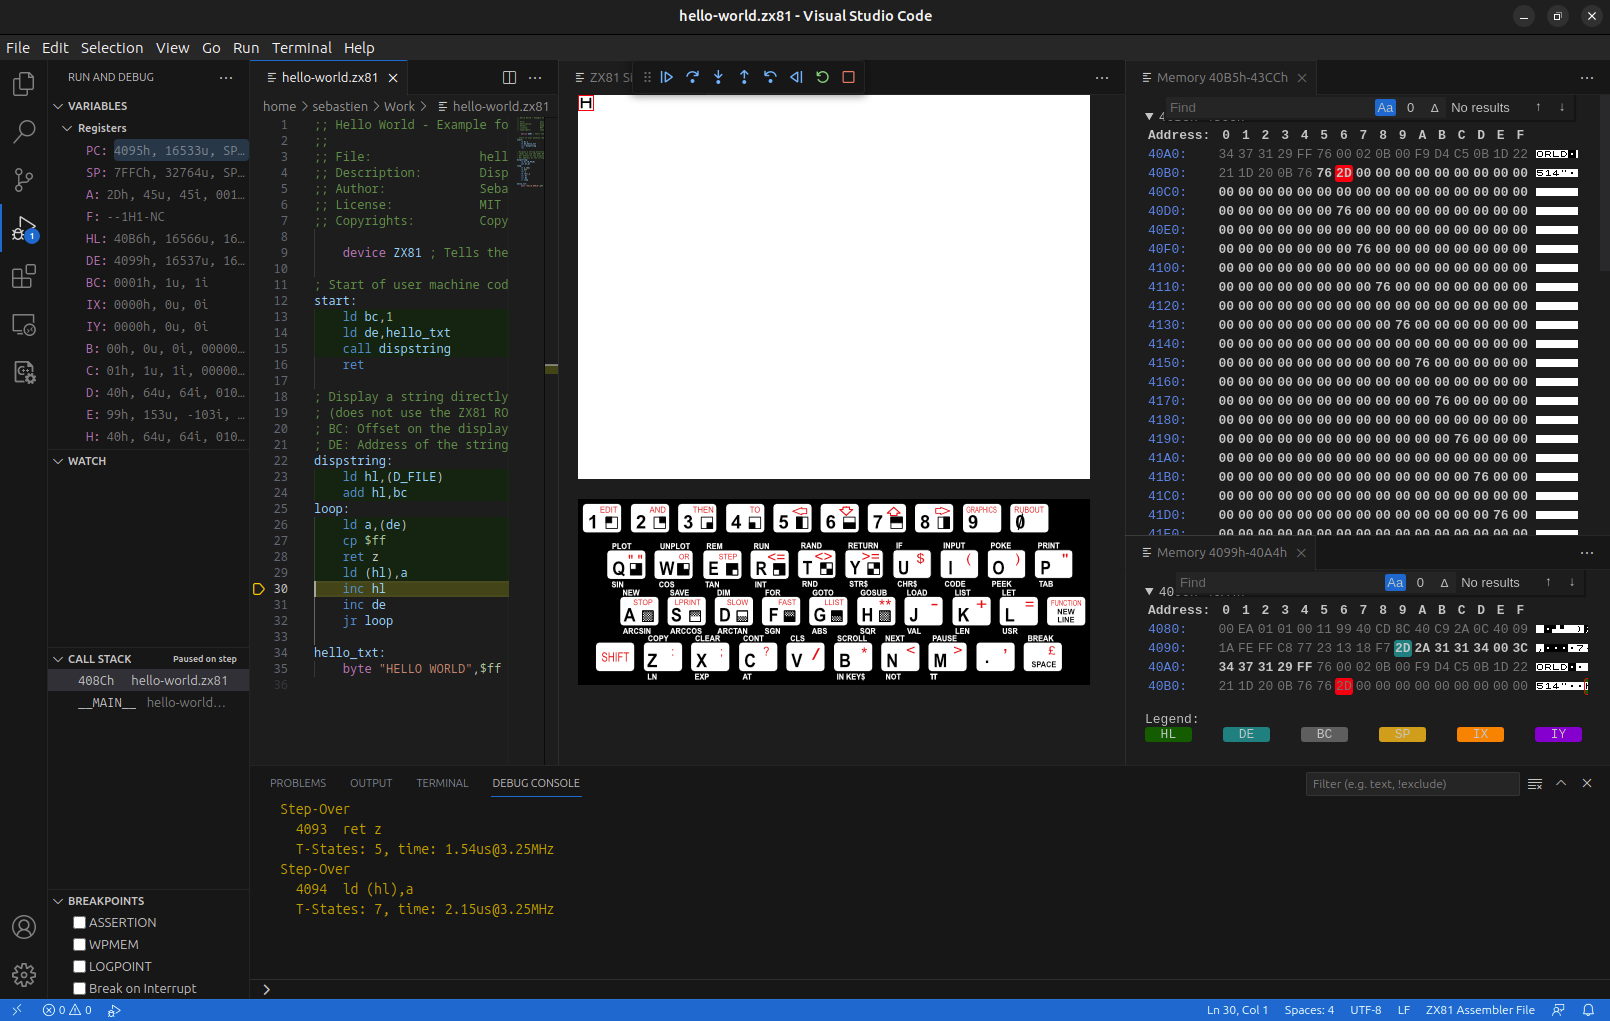 hello-world.zx81 - Visual Studio Code
File Edit Selection View Go Run Terminal Help
RUN AND DEBUG
VARIABLES
Registers
PC: 4095h, 16533u, SP…
SP: 7FFCh, 32764u, SP…
A: 2Dh, 45u, 45i, 001…
F: --1H1-NC
HL: 40B6h, 16566u, 16…
DE: 4099h, 16537u, 16…
BC: 0001h, 1u, 1i
IX: 0000h, 0u, 0i
IY: 0000h, 0u, 0i
B: 00h, 0u, 0i, 00000…
C: 01h, 1u, 1i, 00000…
D: 40h, 64u, 64i, 010…
E: 99h, 153u, -103i, …
H: 40h, 64u, 64i, 010…
WATCH
CALL STACK Paused on step
408Ch hello-world.zx81
__MAIN__ hello-world…
BREAKPOINTS
ASSERTION
WPMEM
LOGPOINT
Break on Interrupt
hello-world.zx81
home > sebastien > Work > hello-world.zx81
1 ;; Hello World - Example fo
2 ;;
3 ;; File: hell
4 ;; Description: Disp
5 ;; Author: Seba
6 ;; License: MIT
7 ;; Copyrights: Copy
8
9 device ZX81 ; Tells the
10
11 ; Start of user machine cod
12 start:
13 ld bc,1
14 ld de,hello_txt
15 call dispstring
16 ret
17
18 ; Display a string directly
19 ; (does not use the ZX81 RO
20 ; BC: Offset on the display
21 ; DE: Address of the string
22 dispstring:
23 ld hl,(D_FILE)
24 add hl,bc
25 loop:
26 ld a,(de)
27 cp $ff
28 ret z
29 ld (hl),a
30 inc hl
31 inc de
32 jr loop
33
34 hello_txt:
35 byte "HELLO WORLD",$ff
36
ZX81 Si
H
EDIT AND THEN TO GRAPHICS RUBOUT
1 2 3 4 5 6 7 8 9 0
PLOT UNPLOT REM RUN RAND RETURN IF INPUT POKE PRINT
"" OR STEP <= <> >= $ ( ) "
Q W E R T Y U I O P
SIN COS TAN INT RND STR$ CHR$ CODE PEEK TAB
NEW SAVE DIM FOR GOTO GOSUB LOAD LIST LET
STOP LPRINT SLOW FAST LLIST ** - + = FUNCTION
A S D F G H J K L NEW LINE
ARCSIN ARCCOS ARCTAN SGN ABS SQR VAL LEN USR
COPY CLEAR CONT CLS SCROLL NEXT PAUSE BREAK
SHIFT Z : X ; C ? V / B * N < M > . , £ SPACE
LN EXP AT IN KEY$ NOT π
Memory 40B5h-43CCh
Find Aa 0 Δ No results
Address: 0 1 2 3 4 5 6 7 8 9 A B C D E F
40A0: 34 37 31 29 FF 76 00 02 0B 00 F9 D4 C5 0B 1D 22
40B0: 21 1D 20 0B 76 76 2D 00 00 00 00 00 00 00 00 00
40C0: 00 00 00 00 00 00 00 00 00 00 00 00 00 00 00 00
40D0: 00 00 00 00 00 00 76 00 00 00 00 00 00 00 00 00
40E0: 00 00 00 00 00 00 00 00 00 00 00 00 00 00 00 00
40F0: 00 00 00 00 00 00 00 76 00 00 00 00 00 00 00 00
4100: 00 00 00 00 00 00 00 00 00 00 00 00 00 00 00 00
4110: 00 00 00 00 00 00 00 00 76 00 00 00 00 00 00 00
4120: 00 00 00 00 00 00 00 00 00 00 00 00 00 00 00 00
4130: 00 00 00 00 00 00 00 00 00 76 00 00 00 00 00 00
4140: 00 00 00 00 00 00 00 00 00 00 00 00 00 00 00 00
4150: 00 00 00 00 00 00 00 00 00 00 76 00 00 00 00 00
4160: 00 00 00 00 00 00 00 00 00 00 00 00 00 00 00 00
4170: 00 00 00 00 00 00 00 00 00 00 00 76 00 00 00 00
4180: 00 00 00 00 00 00 00 00 00 00 00 00 00 00 00 00
4190: 00 00 00 00 00 00 00 00 00 00 00 00 76 00 00 00
41A0: 00 00 00 00 00 00 00 00 00 00 00 00 00 00 00 00
41B0: 00 00 00 00 00 00 00 00 00 00 00 00 00 76 00 00
41C0: 00 00 00 00 00 00 00 00 00 00 00 00 00 00 00 00
41D0: 00 00 00 00 00 00 00 00 00 00 00 00 00 00 76 00
Memory 4099h-40A4h
Find Aa 0 Δ No results
Address: 0 1 2 3 4 5 6 7 8 9 A B C D E F
4080: 00 EA 01 01 00 11 99 40 CD 8C 40 C9 2A 0C 40 09
4090: 1A FE FF C8 77 23 13 18 F7 2D 2A 31 31 34 00 3C
40A0: 34 37 31 29 FF 76 00 02 0B 00 F9 D4 C5 0B 1D 22
40B0: 21 1D 20 0B 76 76 2D 00 00 00 00 00 00 00 00 00
Legend:
HL DE BC SP IX IY
PROBLEMS OUTPUT TERMINAL DEBUG CONSOLE
Filter (e.g. text, !exclude)
Step-Over
4093 ret z
T-States: 5, time: 1.54us@3.25MHz
Step-Over
4094 ld (hl),a
T-States: 7, time: 2.15us@3.25MHz
0 0 Ln 30, Col 1 Spaces: 4 UTF-8 LF ZX81 Assembler File